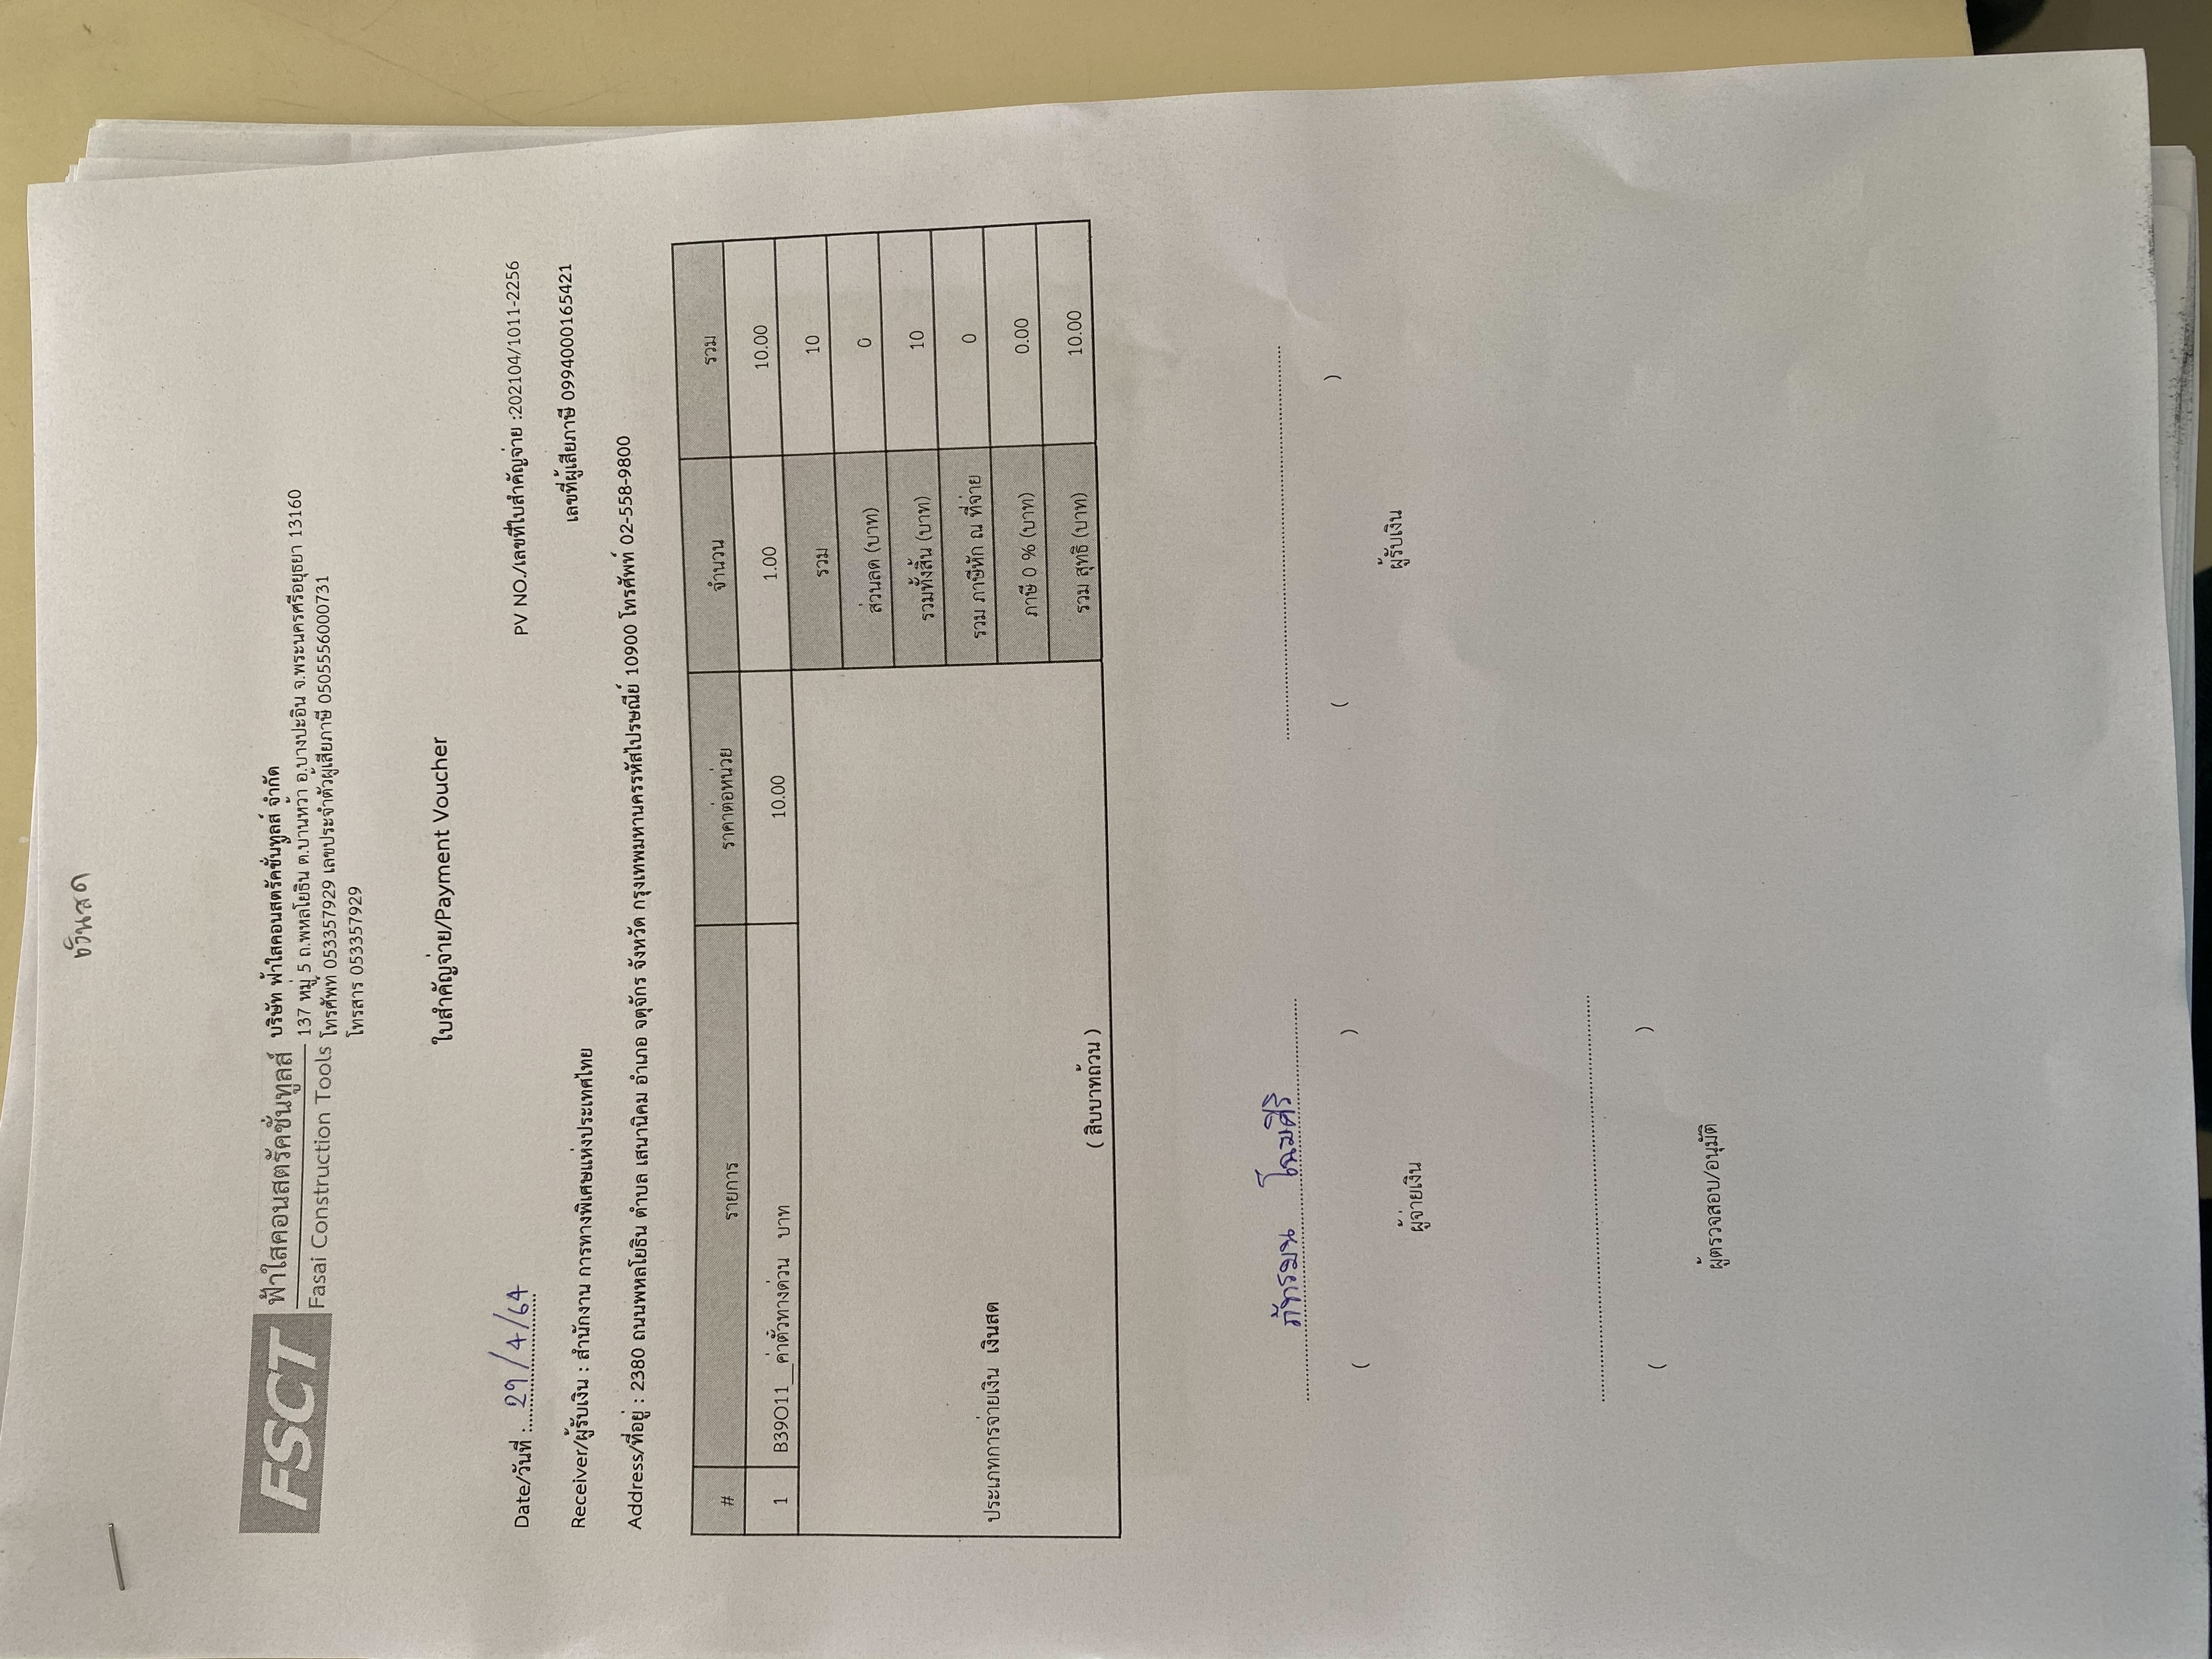 เงินสด
FSCT
ฟ้าใสคอนสตรัคชั่นทูลส์
Fasai Construction Tools
บริษัท ฟ้าใสคอนสตรัคชั่นทูลส์ จำกัด
137 หมู่ 5 ถ.พหลโยธิน ต.บ้านหว้า อ.บางปะอิน จ.พระนครศรีอยุธยา 13160
โทรศัพท์ 053357929 เลขประจำตัวผู้เสียภาษี 0505556000731
โทรสาร 053357929
ใบสำคัญจ่าย/Payment Voucher
Date/วันที่ : 29/4/64
PV NO./เลขที่ใบสำคัญจ่าย :202104/1011-2256
Receiver/ผู้รับเงิน : สำนักงาน การทางพิเศษแห่งประเทศไทย
เลขที่ผู้เสียภาษี 0994000165421
Address/ที่อยู่ : 2380 ถนนพหลโยธิน ตำบล เสนานิคม อำเภอ จตุจักร จังหวัด กรุงเทพมหานครรหัสไปรษณีย์ 10900 โทรศัพท์ 02-558-9800
# รายการ ราคาต่อหน่วย จำนวน รวม
1 B39O11__ค่าตั๋วทางด่วน บาท 10.00 1.00 10.00
รวม 10
ส่วนลด (บาท) 0
รวมทั้งสิ้น (บาท) 10
รวม ภาษีหัก ณ ที่จ่าย 0
ประเภทการจ่ายเงิน เงินสด
ภาษี 0 % (บาท) 0.00
รวม สุทธิ (บาท) 10.00
( สิบบาทถ้วน )
ภัทรมน โฉมศิริ
( )
( )
ผู้จ่ายเงิน
ผู้รับเงิน
( )
ผู้ตรวจสอบ/อนุมัติ